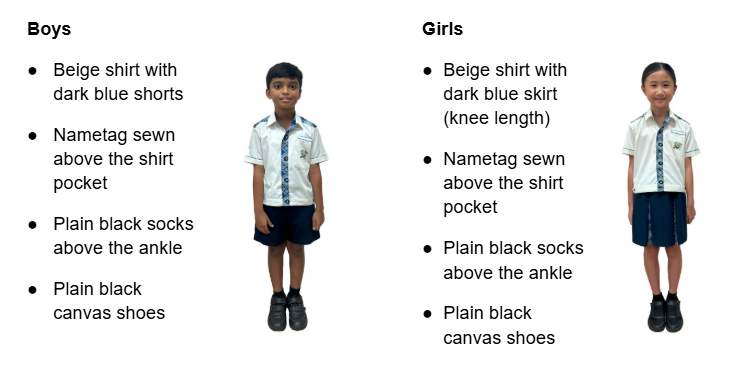 Boys
● Beige shirt with
dark blue shorts
● Nametag sewn
above the shirt
pocket
● Plain black socks
above the ankle
● Plain black
canvas shoes
Girls
● Beige shirt with
dark blue skirt
(knee length)
● Nametag sewn
above the shirt
pocket
● Plain black socks
above the ankle
● Plain black
canvas shoes